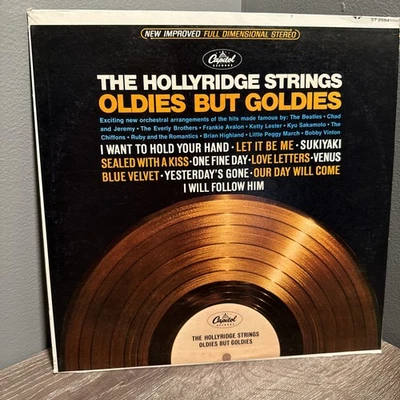 NEW IMPROVED FULL DIMENSIONAL STEREO
Capitol
RECORDS
THE HOLLYRIDGE STRINGS
OLDIES BUT GOLDIES
Exciting new orchestral arrangements of the hits made famous by: The Beatles · Chad
and Jeremy · The Everly Brothers · Frankie Avalon · Ketty Lester · Kyu Sakamoto · The
Chiffons · Ruby and the Romantics · Brian Highland · Little Peggy March · Bobby Vinton
I WANT TO HOLD YOUR HAND · LET IT BE ME · SUKIYAKI
SEALED WITH A KISS · ONE FINE DAY · LOVE LETTERS · VENUS
BLUE VELVET · YESTERDAY'S GONE · OUR DAY WILL COME
I WILL FOLLOW HIM
Capitol
THE HOLLYRIDGE STRINGS
OLDIES BUT GOLDIES